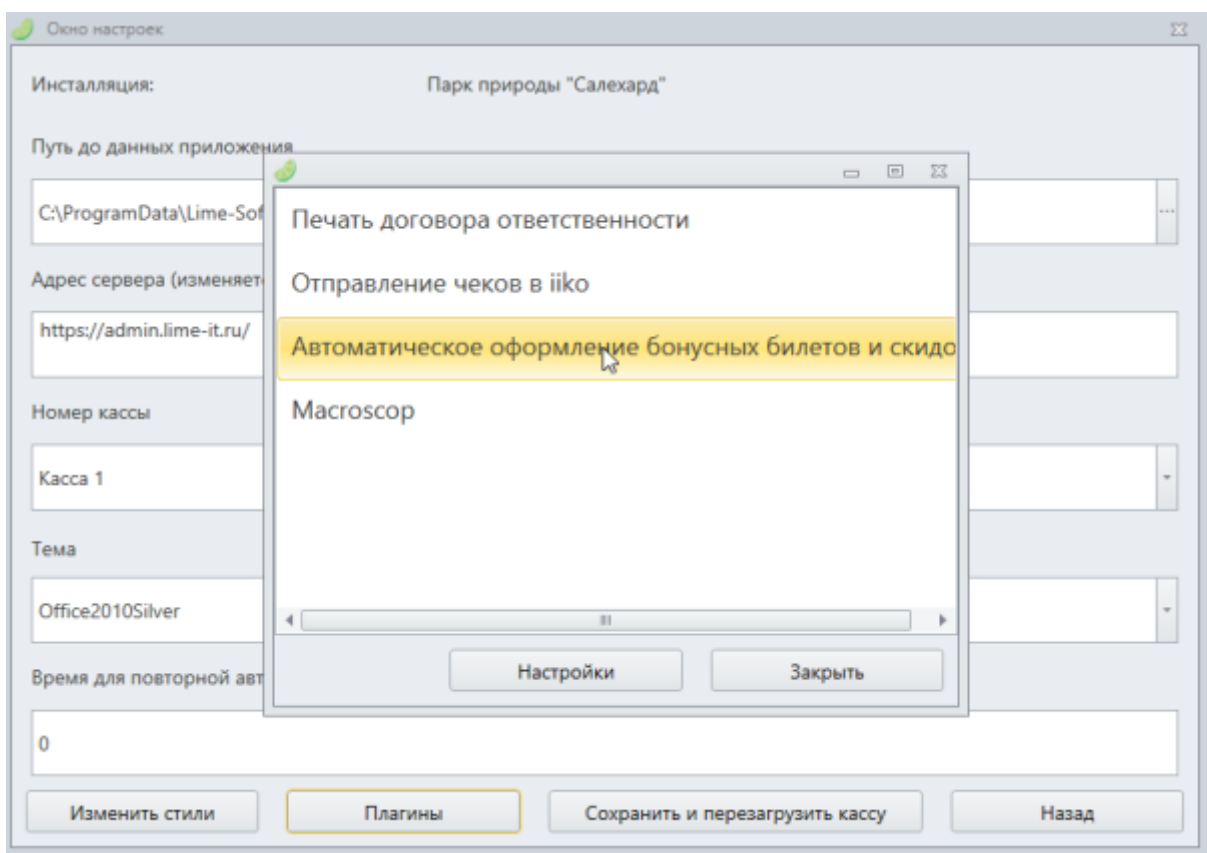 Окно настроек
Инсталляция: Парк природы "Салехард"
Путь до данных приложения
C:\ProgramData\Lime-Sof
...
Печать договора ответственности
Адрес сервера (изменяет
Отправление чеков в iiko
https://admin.lime-it.ru/
Автоматическое оформление бонусных билетов и скидо
Номер кассы
Macroscop
Касса 1
Тема
Office2010Silver
Настройки Закрыть
Время для повторной авт
0
Изменить стили Плагины Сохранить и перезагрузить кассу Назад